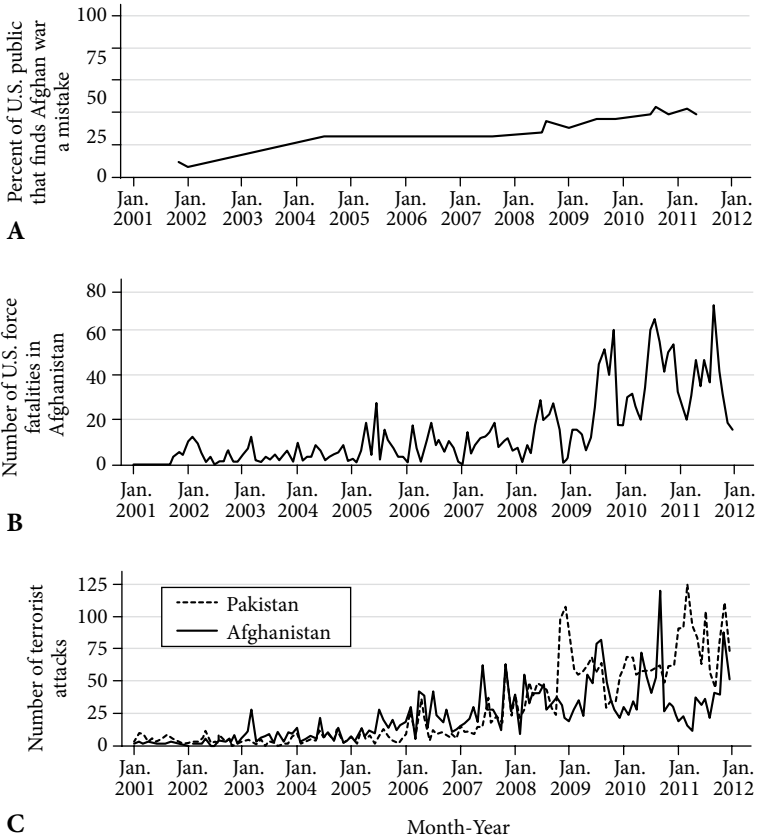 Percent of U.S. public
that finds Afghan war
a mistake
100
75
50
25
0
Jan. Jan. Jan. Jan. Jan. Jan. Jan. Jan. Jan. Jan. Jan. Jan.
2001 2002 2003 2004 2005 2006 2007 2008 2009 2010 2011 2012
A
Number of U.S. force
fatalities in
Afghanistan
80
60
40
20
0
Jan. Jan. Jan. Jan. Jan. Jan. Jan. Jan. Jan. Jan. Jan. Jan.
2001 2002 2003 2004 2005 2006 2007 2008 2009 2010 2011 2012
B
Number of terrorist
attacks
125
100
75
50
25
0
Pakistan
Afghanistan
Jan. Jan. Jan. Jan. Jan. Jan. Jan. Jan. Jan. Jan. Jan. Jan.
2001 2002 2003 2004 2005 2006 2007 2008 2009 2010 2011 2012
C
Month-Year